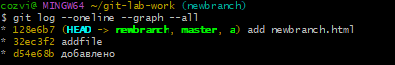 cozvi@ MINGW64 ~/git-lab-work (newbranch)
$ git log --oneline --graph --all
* 128e6b7 (HEAD -> newbranch, master, a) add newbranch.html
* 32ec3f2 addfile
* d54e68b добавлено